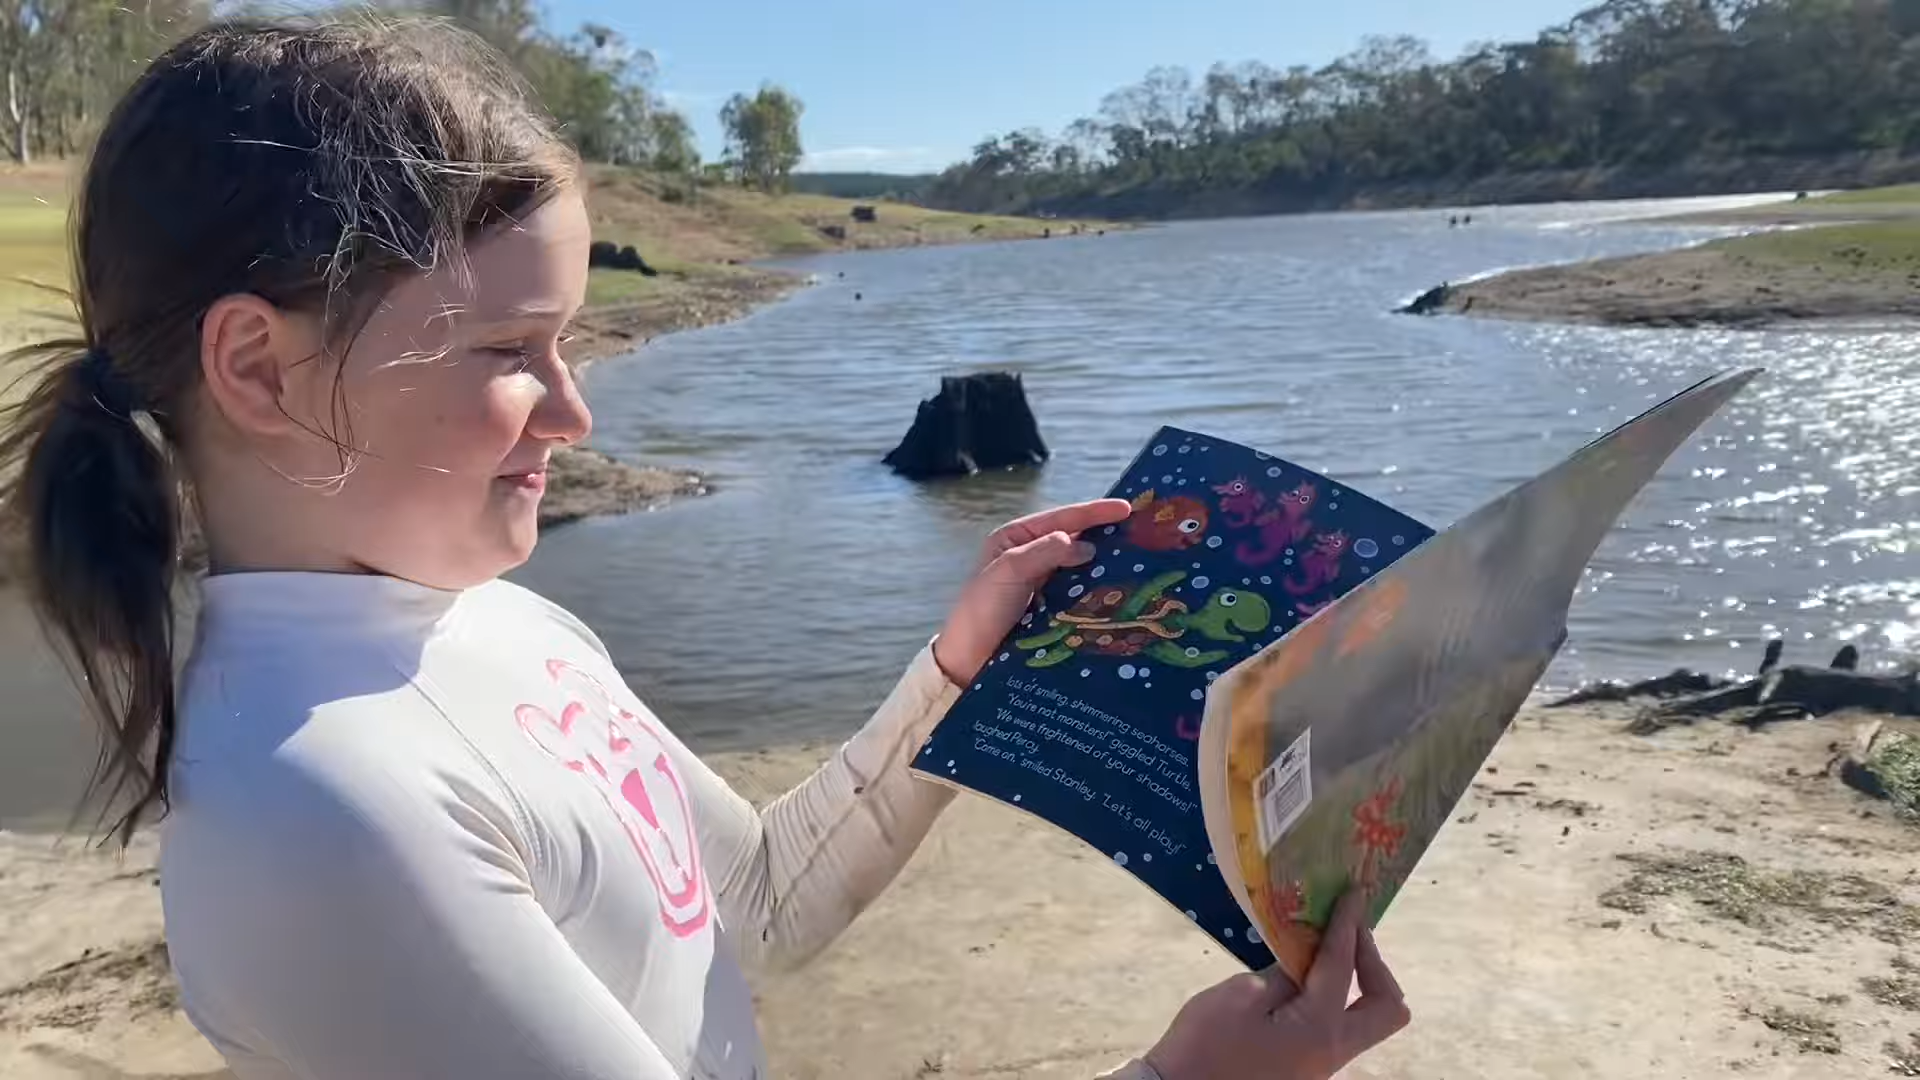 lots of smiling, shimmering seahorses.
"You're not monsters!" giggled Turtle.
"We were frightened of your shadows!"
laughed Percy.
"Come on," smiled Stanley. "Let's all play!"